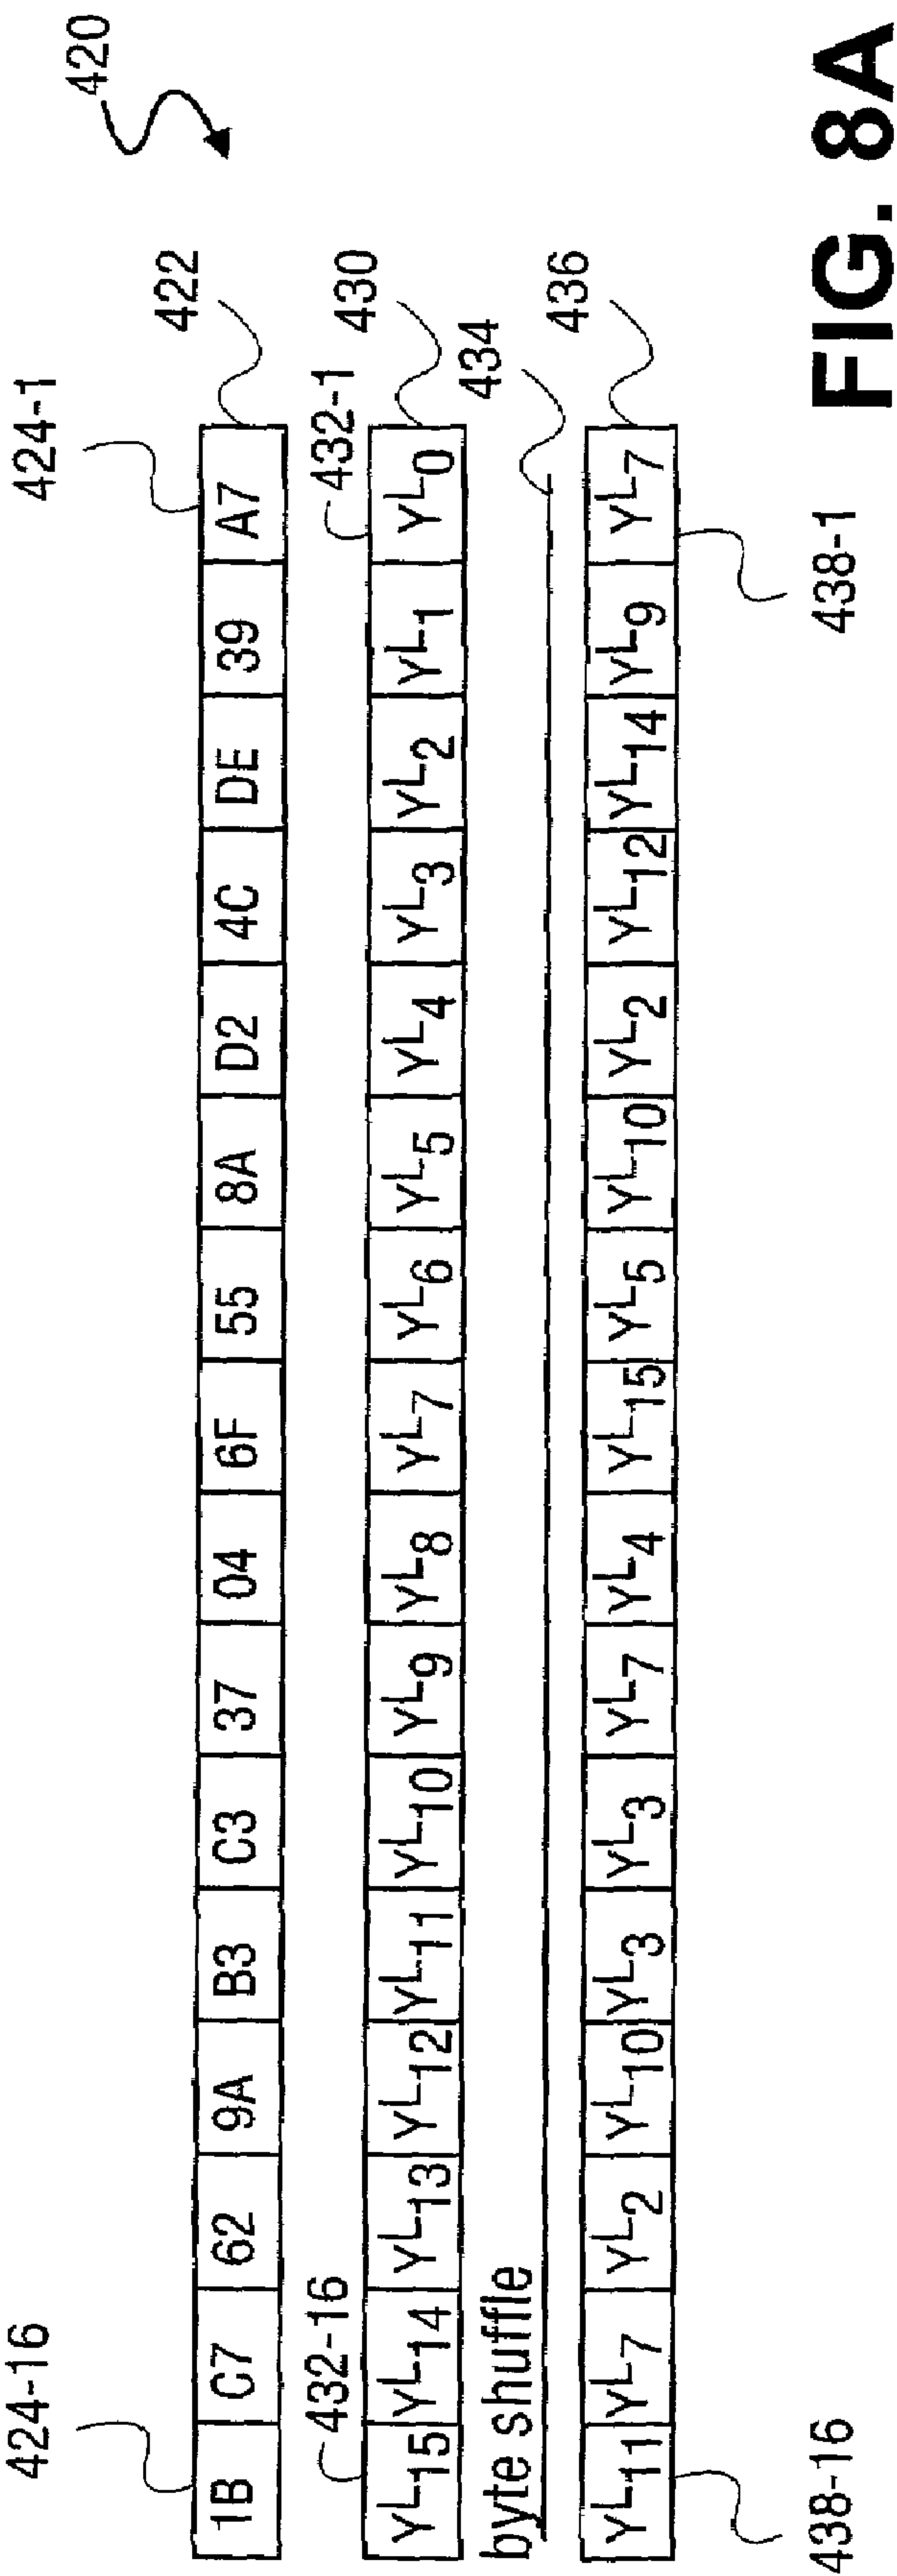 420
424-16 424-1
1B C7 62 9A B3 C3 37 04 6F 55 8A D2 4C DE 39 A7 422
432-16 432-1
YL15 YL14 YL13 YL12 YL11 YL10 YL9 YL8 YL7 YL6 YL5 YL4 YL3 YL2 YL1 YL0 430
byte shuffle 434
YL11 YL7 YL2 YL10 YL3 YL3 YL7 YL4 YL15 YL5 YL10 YL2 YL12 YL14 YL9 YL7 436
438-16 438-1
FIG. 8A